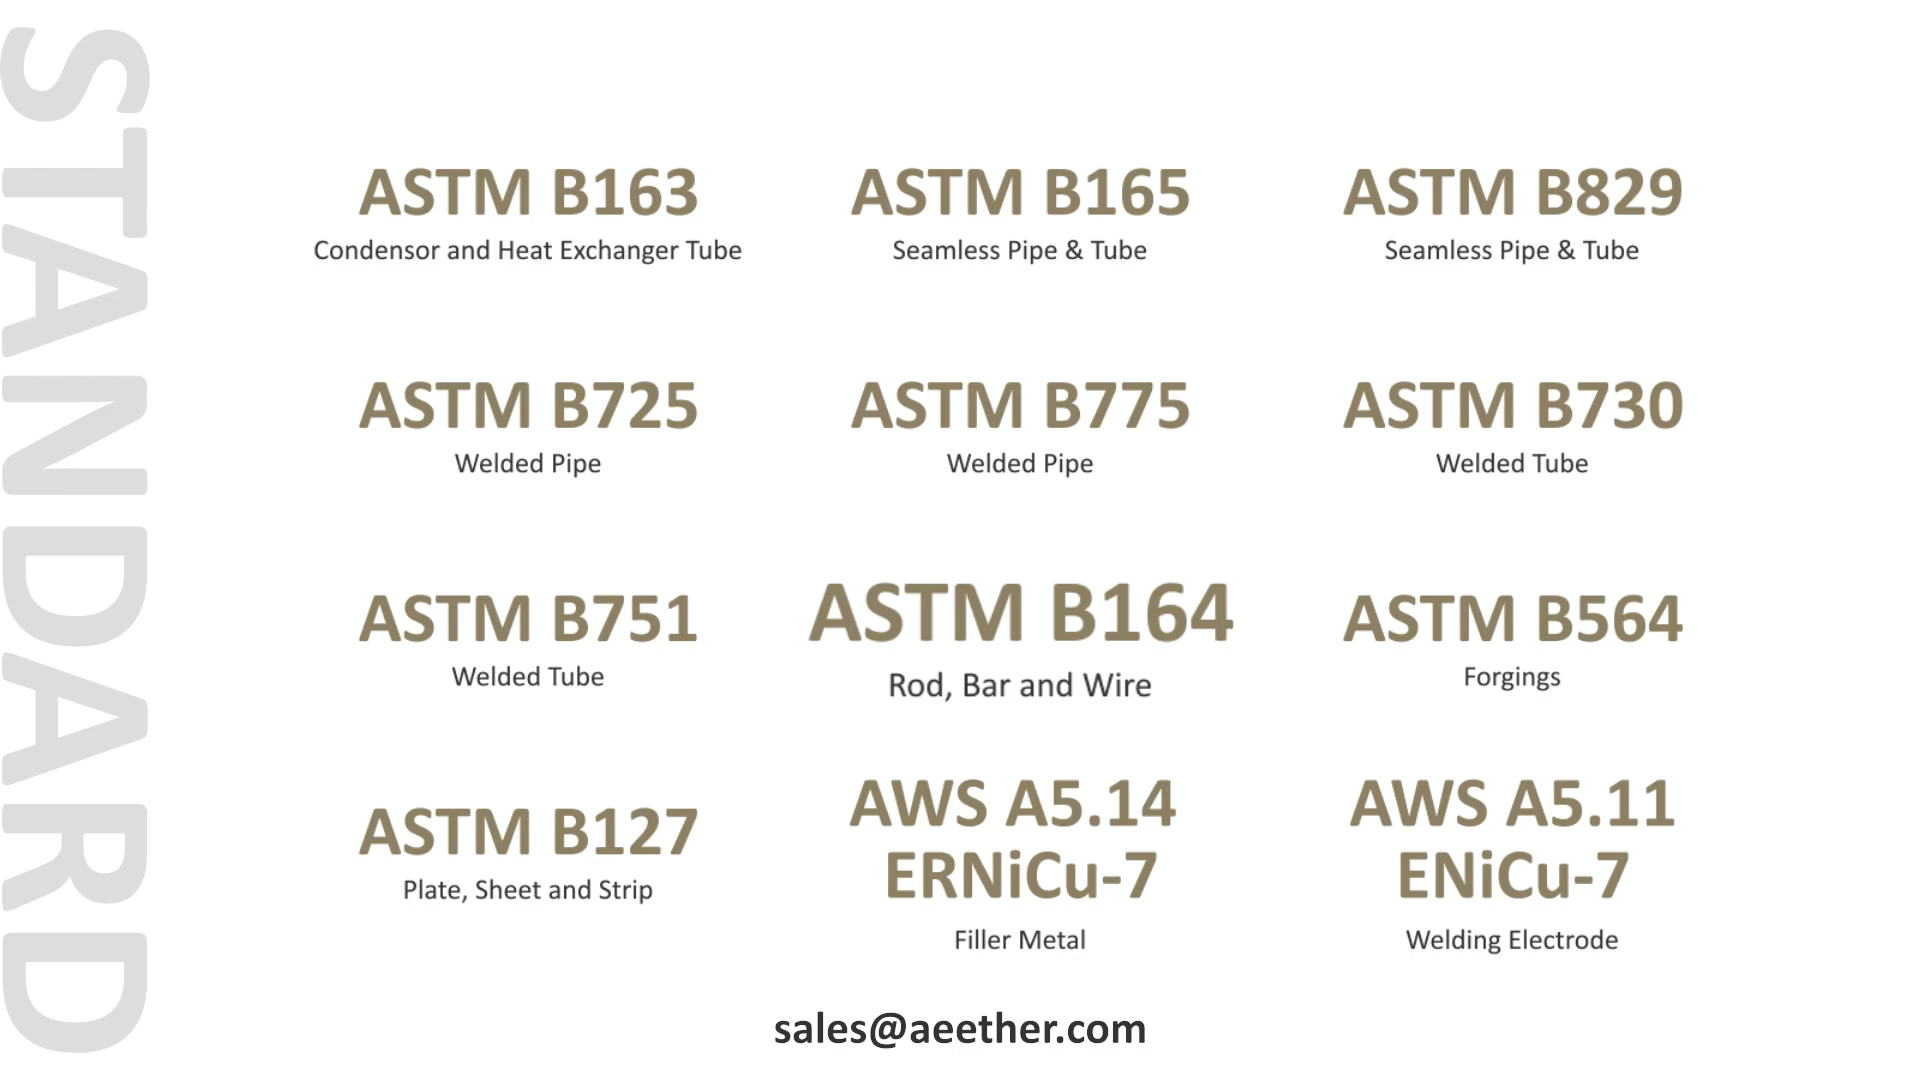 STANDARD
ASTM B163
Condensor and Heat Exchanger Tube
ASTM B165
Seamless Pipe & Tube
ASTM B829
Seamless Pipe & Tube
ASTM B725
Welded Pipe
ASTM B775
Welded Pipe
ASTM B730
Welded Tube
ASTM B751
Welded Tube
ASTM B164
Rod, Bar and Wire
ASTM B564
Forgings
ASTM B127
Plate, Sheet and Strip
AWS A5.14
ERNiCu-7
Filler Metal
AWS A5.11
ENiCu-7
Welding Electrode
sales@aeether.com